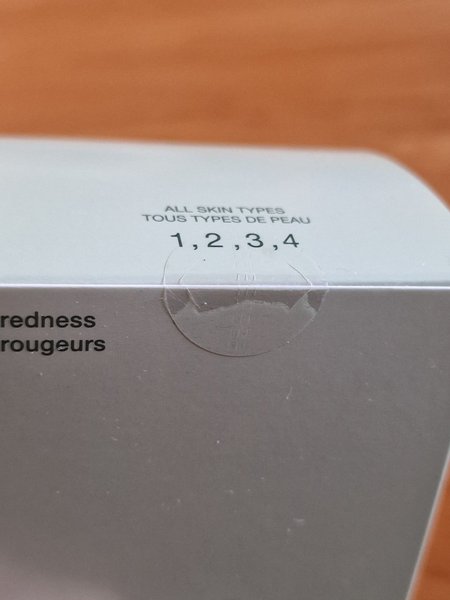 ALL SKIN TYPES
TOUS TYPES DE PEAU
1,2,3,4
redness
rougeurs